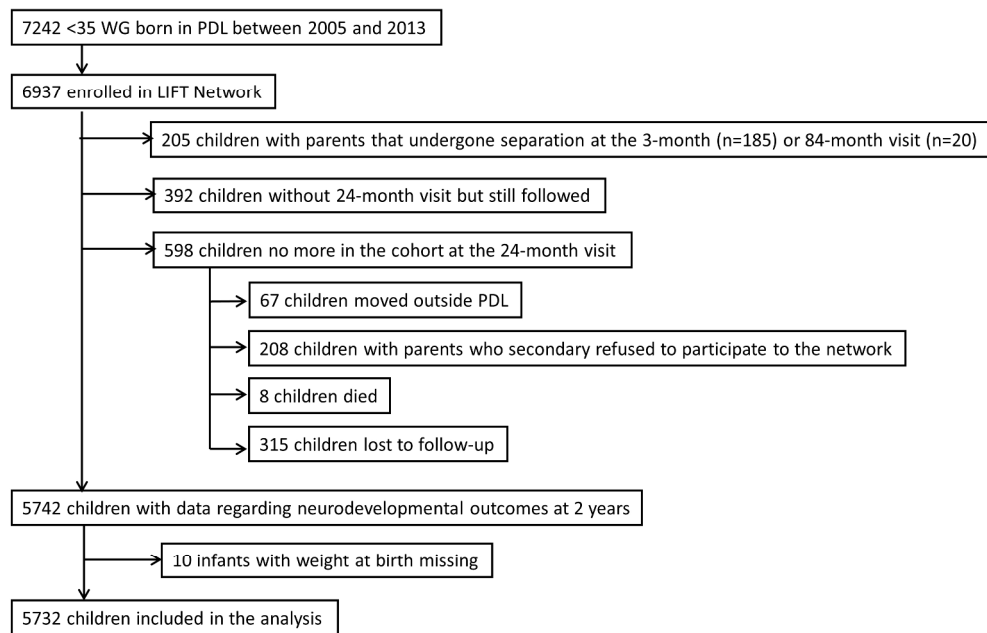 7242 <35 WG born in PDL between 2005 and 2013
6937 enrolled in LIFT Network
205 children with parents that undergone separation at the 3-month (n=185) or 84-month visit (n=20)
392 children without 24-month visit but still followed
598 children no more in the cohort at the 24-month visit
67 children moved outside PDL
208 children with parents who secondary refused to participate to the network
8 children died
315 children lost to follow-up
5742 children with data regarding neurodevelopmental outcomes at 2 years
10 infants with weight at birth missing
5732 children included in the analysis